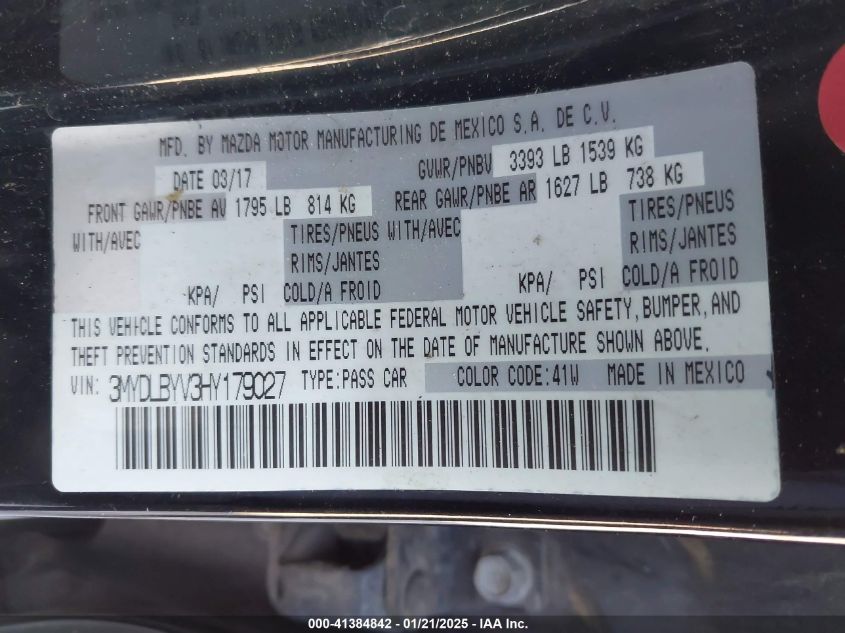 MFD. BY MAZDA MOTOR MANUFACTURING DE MEXICO S.A. DE C.V.
DATE 03/17 GVWR/PNBV 3393 LB 1539 KG
FRONT GAWR/PNBE AV 1795 LB 814 KG REAR GAWR/PNBE AR 1627 LB 738 KG
WITH/AVEC TIRES/PNEUS WITH/AVEC TIRES/PNEUS
RIMS/JANTES RIMS/JANTES
KPA/ PSI COLD/A FROID KPA/ PSI COLD/A FROID
THIS VEHICLE CONFORMS TO ALL APPLICABLE FEDERAL MOTOR VEHICLE SAFETY, BUMPER, AND
THEFT PREVENTION STANDARDS IN EFFECT ON THE DATE OF MANUFACTURE SHOWN ABOVE.
VIN: 3MYDLBYV3HY179027 TYPE:PASS CAR COLOR CODE:41W MADE IN MEXICO
000-41384842 / 01/21/2025 / IAA Inc.